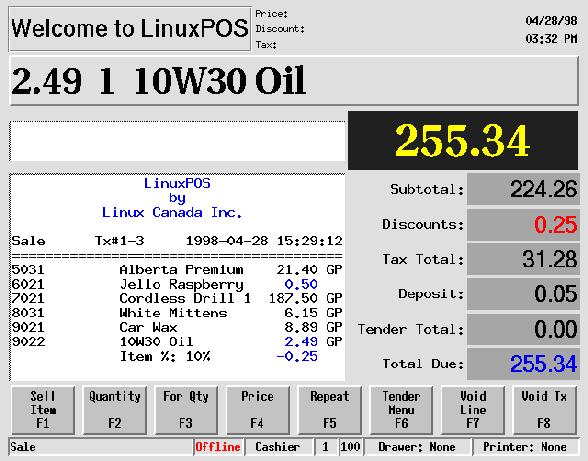 Welcome to LinuxPOS
Price:
Discount:
Tax:
04/28/98
03:32 PM
2.49 1 10W30 Oil
255.34
LinuxPOS
by
Linux Canada Inc.
Sale Tx#1-3 1998-04-28 15:29:12
==========================================
5031 Alberta Premium 21.40 GP
6021 Jello Raspberry 0.50
7021 Cordless Drill 1 187.50 GP
8031 White Mittens 6.15 GP
9021 Car Wax 8.89 GP
9022 10W30 Oil 2.49 GP
Item %: 10% -0.25
Subtotal: 224.26
Discounts: 0.25
Tax Total: 31.28
Deposit: 0.05
Tender Total: 0.00
Total Due: 255.34
Sell Item F1
Quantity F2
For Qty F3
Price F4
Repeat F5
Tender Menu F6
Void Line F7
Void Tx F8
Sale Offline Cashier 1 100 Drawer: None Printer: None